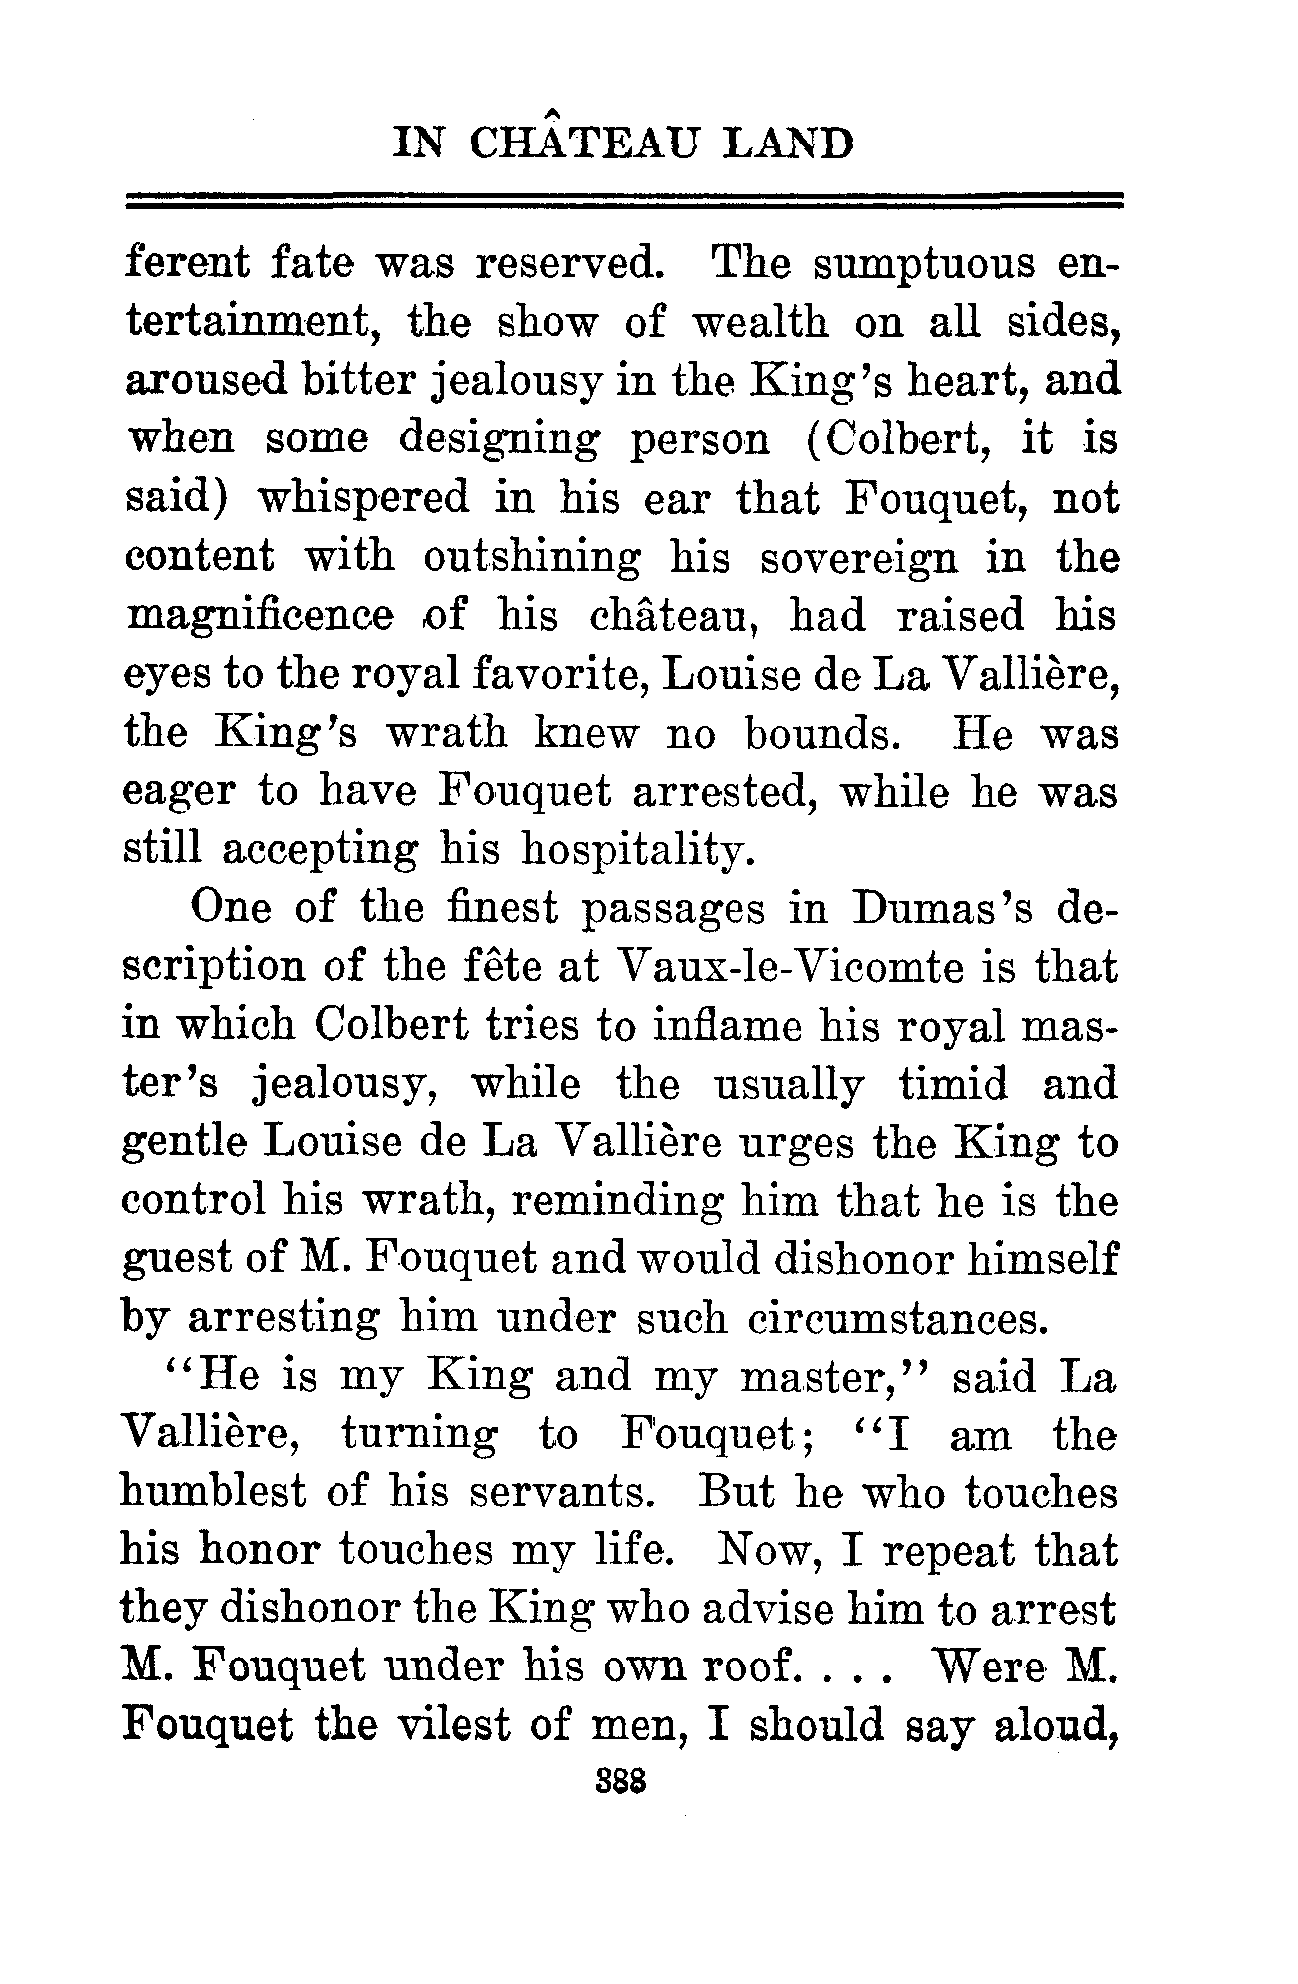 IN CHÂTEAU LAND
ferent fate was reserved. The sumptuous en-
tertainment, the show of wealth on all sides,
aroused bitter jealousy in the King's heart, and
when some designing person (Colbert, it is
said) whispered in his ear that Fouquet, not
content with outshining his sovereign in the
magnificence of his château, had raised his
eyes to the royal favorite, Louise de La Vallière,
the King's wrath knew no bounds. He was
eager to have Fouquet arrested, while he was
still accepting his hospitality.
One of the finest passages in Dumas's de-
scription of the fête at Vaux-le-Vicomte is that
in which Colbert tries to inflame his royal mas-
ter's jealousy, while the usually timid and
gentle Louise de La Vallière urges the King to
control his wrath, reminding him that he is the
guest of M. Fouquet and would dishonor himself
by arresting him under such circumstances.
"He is my King and my master," said La
Vallière, turning to Fouquet; "I am the
humblest of his servants. But he who touches
his honor touches my life. Now, I repeat that
they dishonor the King who advise him to arrest
M. Fouquet under his own roof. . . . Were M.
Fouquet the vilest of men, I should say aloud,
388